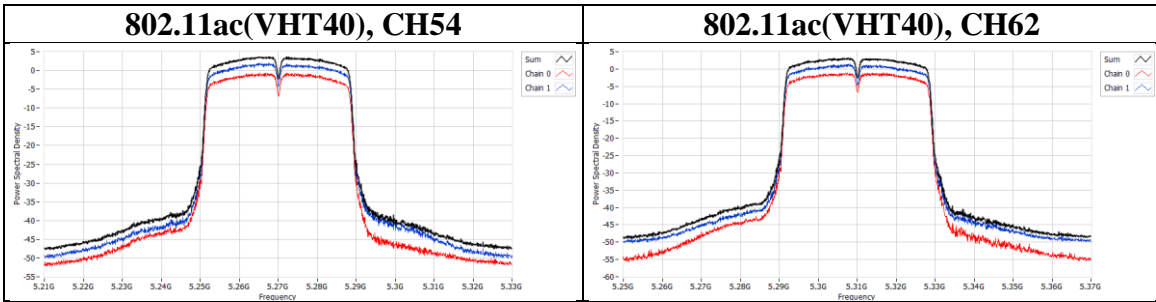 802.11ac(VHT40), CH54
802.11ac(VHT40), CH62
5-
0-
-5-
-10-
-15-
-20-
-25-
-30-
-35-
-40-
-45-
-50-
-55-
Power Spectral Density
5.21G 5.22G 5.23G 5.24G 5.25G 5.26G 5.27G 5.28G 5.29G 5.3G 5.31G 5.32G 5.33G
Frequency
Sum
Chain 0
Chain 1
5-
0-
-5-
-10-
-15-
-20-
-25-
-30-
-35-
-40-
-45-
-50-
-55-
-60-
Power Spectral Density
5.25G 5.26G 5.27G 5.28G 5.29G 5.3G 5.31G 5.32G 5.33G 5.34G 5.35G 5.36G 5.37G
Frequency
Sum
Chain 0
Chain 1